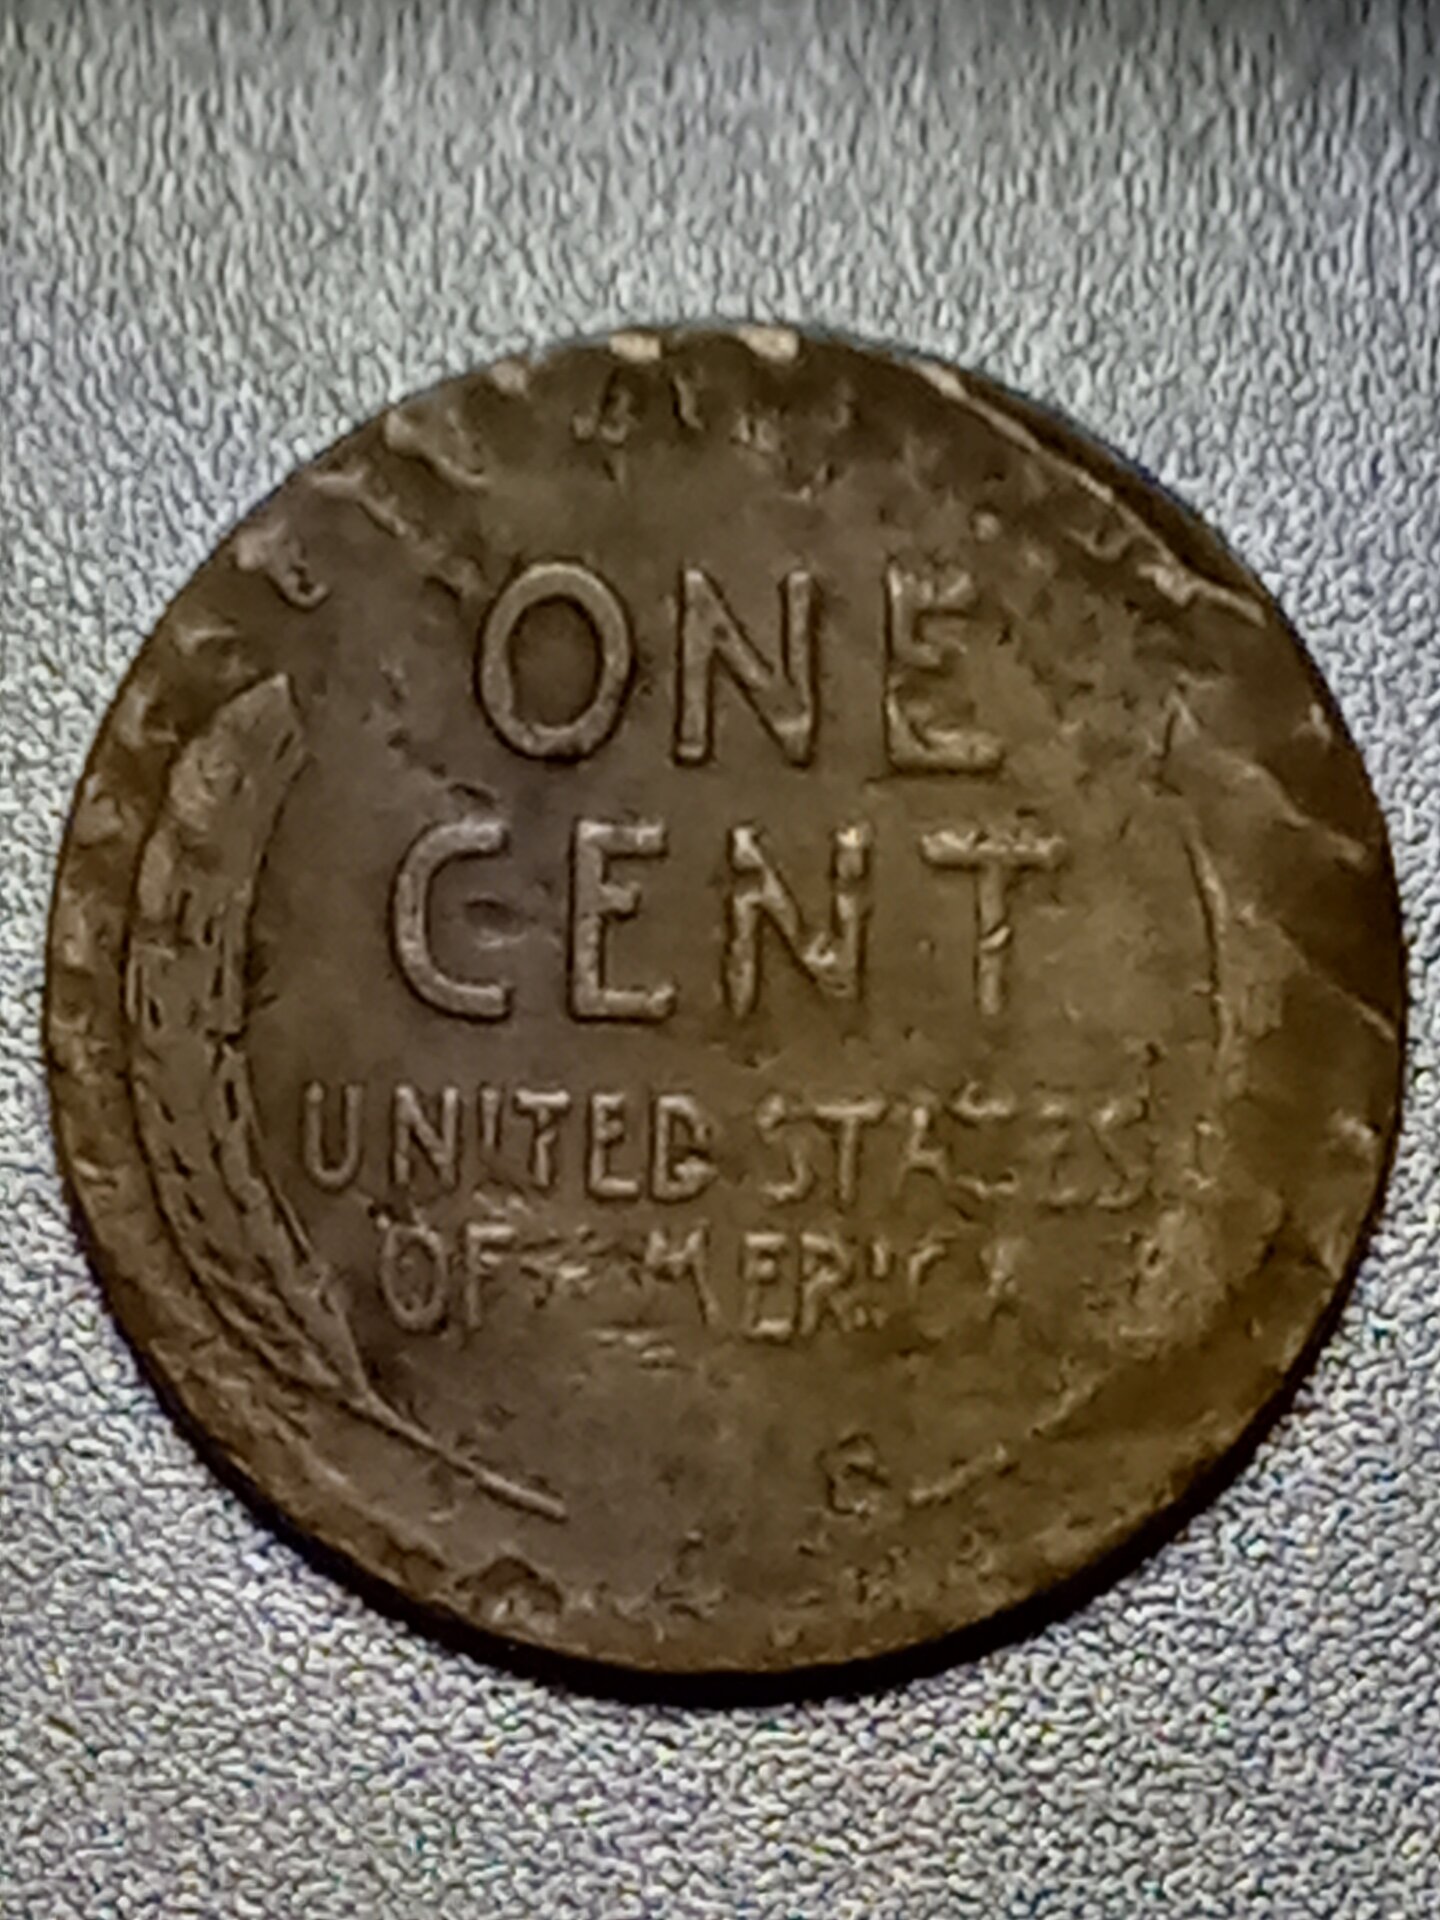 ONE
CENT
UNITED STATES
OF AMERICA